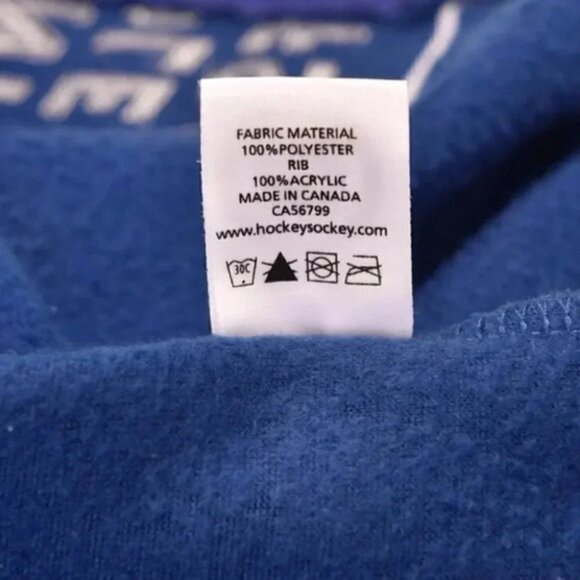 FABRIC MATERIAL
100%POLYESTER
RIB
100%ACRYLIC
MADE IN CANADA
CA56799
www.hockeysockey.com
30C